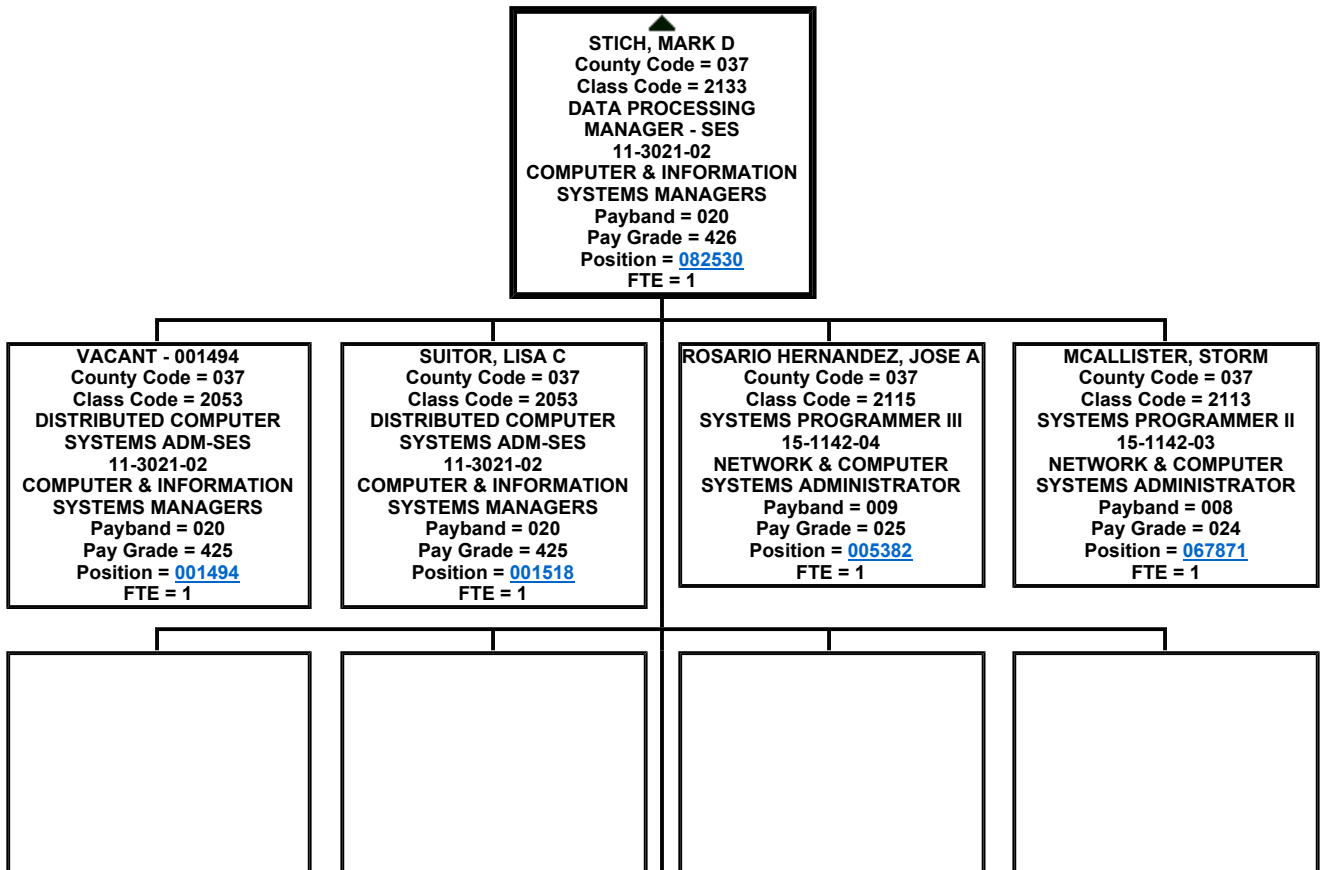 STICH, MARK D
County Code = 037
Class Code = 2133
DATA PROCESSING
MANAGER - SES
11-3021-02
COMPUTER & INFORMATION
SYSTEMS MANAGERS
Payband = 020
Pay Grade = 426
Position = 082530
FTE = 1
VACANT - 001494
County Code = 037
Class Code = 2053
DISTRIBUTED COMPUTER
SYSTEMS ADM-SES
11-3021-02
COMPUTER & INFORMATION
SYSTEMS MANAGERS
Payband = 020
Pay Grade = 425
Position = 001494
FTE = 1
SUITOR, LISA C
County Code = 037
Class Code = 2053
DISTRIBUTED COMPUTER
SYSTEMS ADM-SES
11-3021-02
COMPUTER & INFORMATION
SYSTEMS MANAGERS
Payband = 020
Pay Grade = 425
Position = 001518
FTE = 1
ROSARIO HERNANDEZ, JOSE A
County Code = 037
Class Code = 2115
SYSTEMS PROGRAMMER III
15-1142-04
NETWORK & COMPUTER
SYSTEMS ADMINISTRATOR
Payband = 009
Pay Grade = 025
Position = 005382
FTE = 1
MCALLISTER, STORM
County Code = 037
Class Code = 2113
SYSTEMS PROGRAMMER II
15-1142-03
NETWORK & COMPUTER
SYSTEMS ADMINISTRATOR
Payband = 008
Pay Grade = 024
Position = 067871
FTE = 1